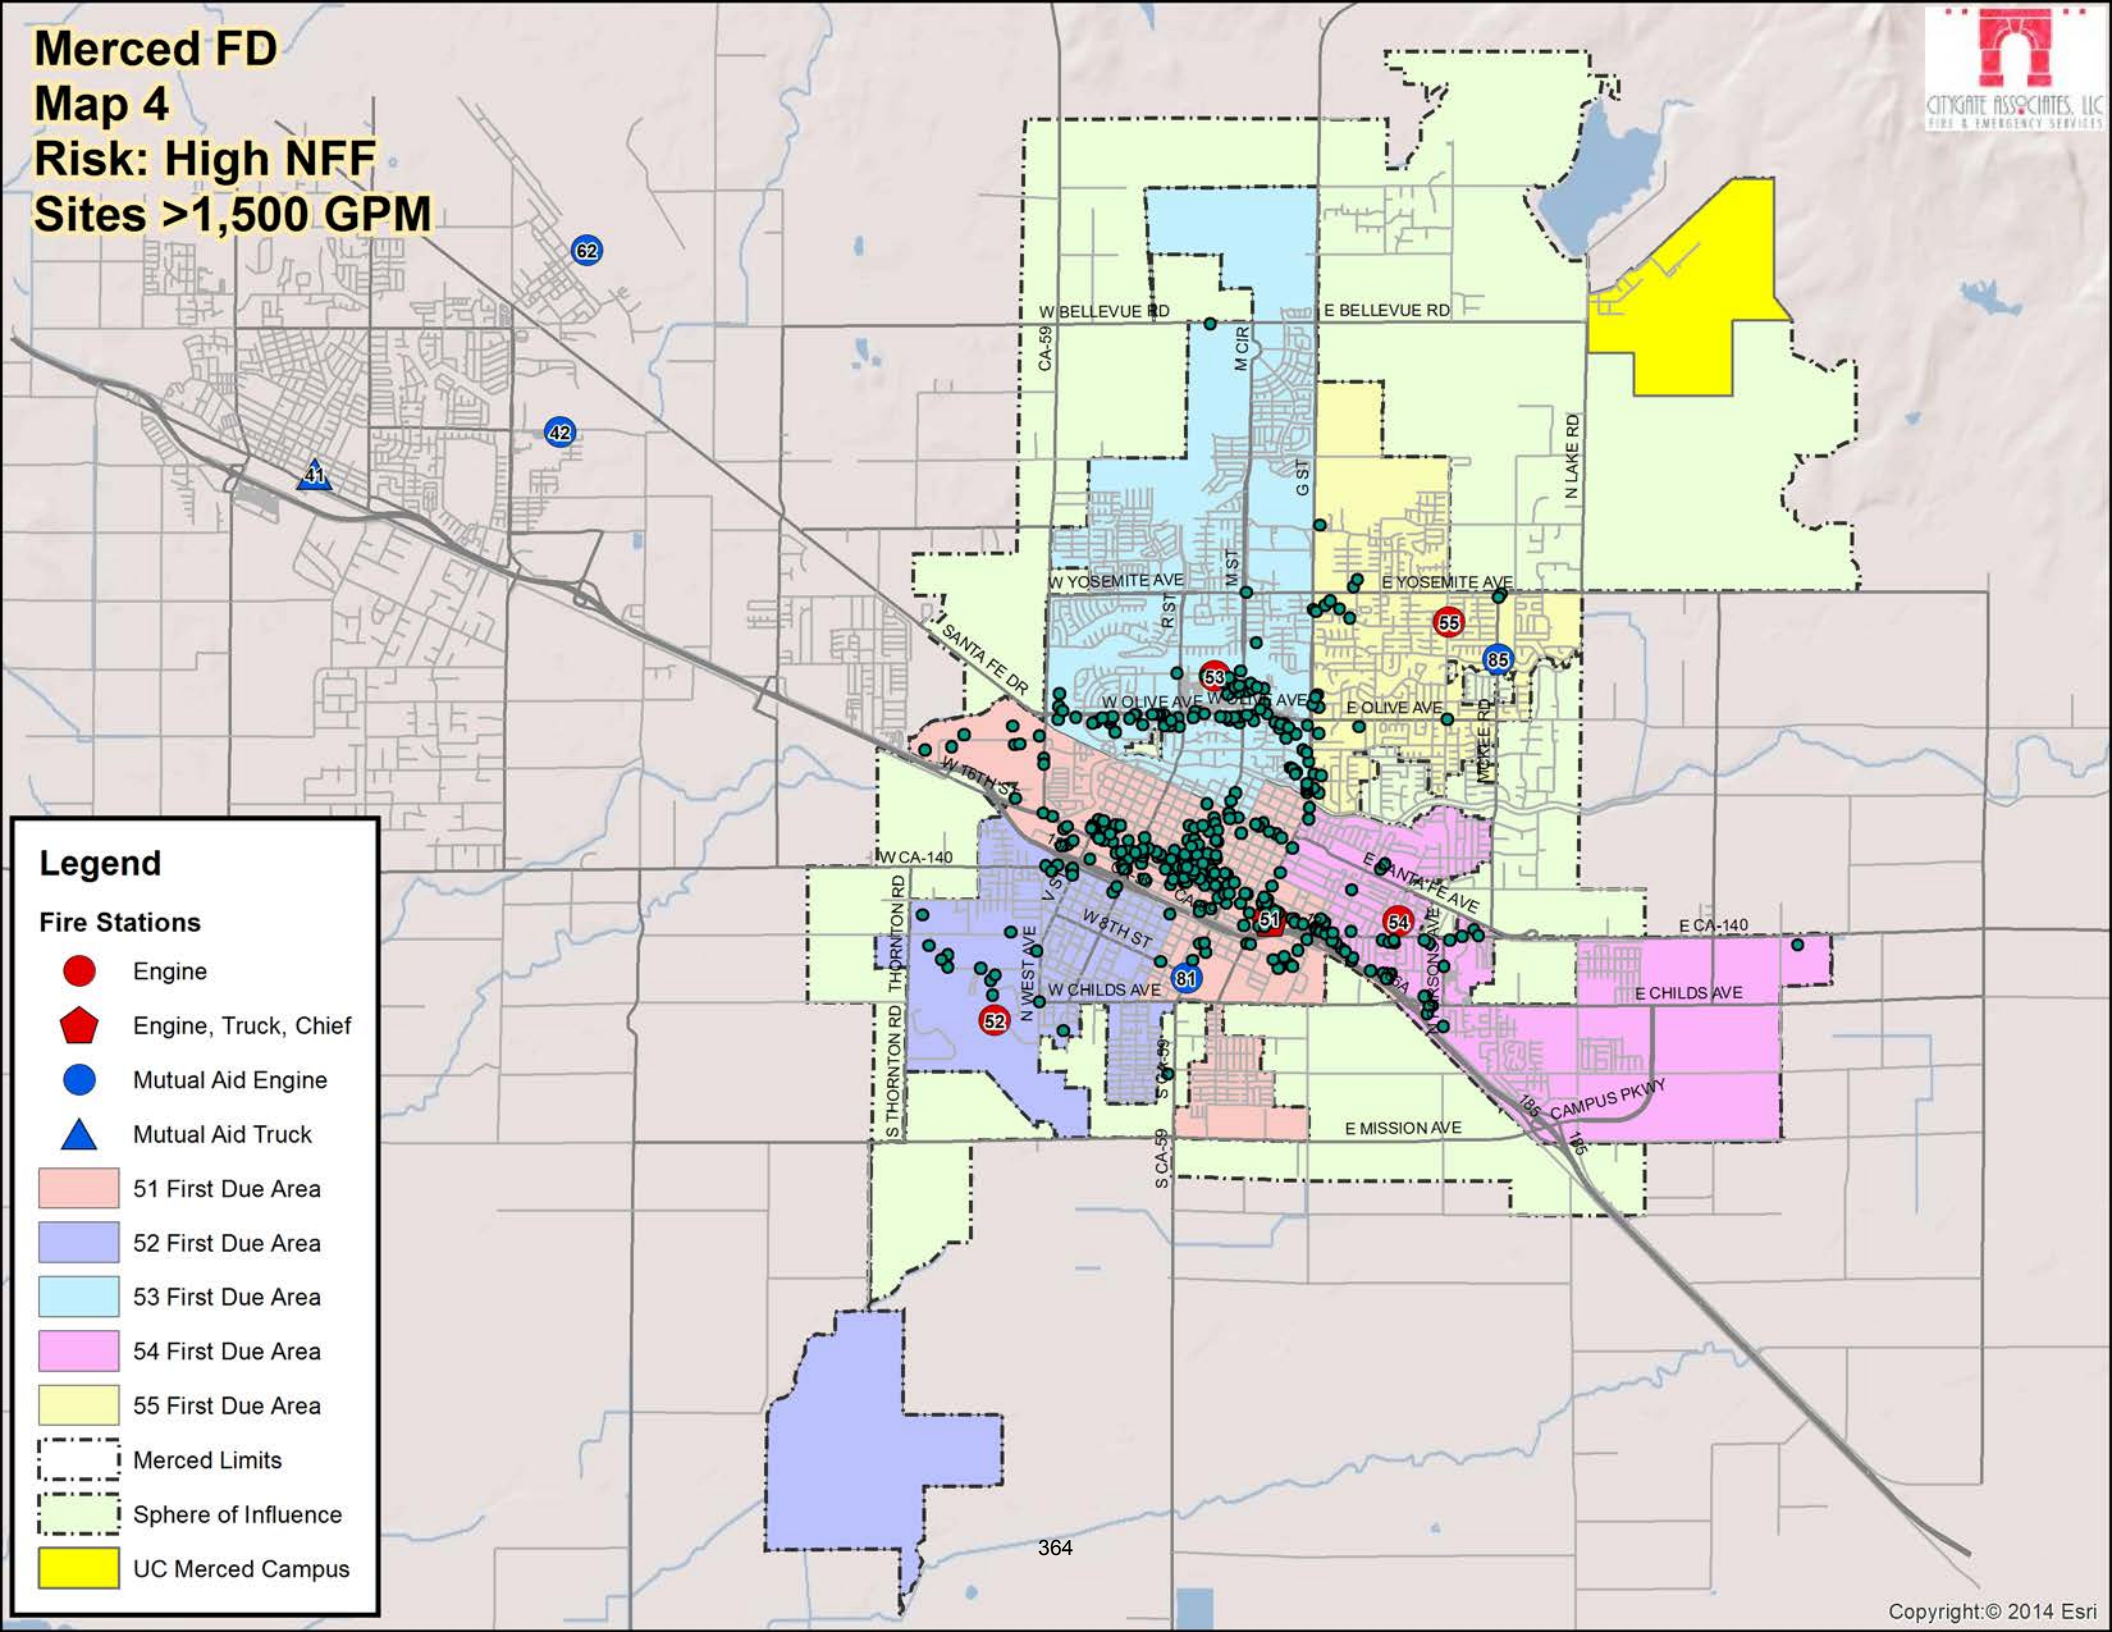 Merced FD
Map 4
Risk: High NFF
Sites >1,500 GPM
CITYGATE ASSOCIATES, LLC
FIRE & EMERGENCY SERVICES
62
42
41
W BELLEVUE RD
E BELLEVUE RD
CA-59
M CIR
G ST
N LAKE RD
W YOSEMITE AVE
M ST
E YOSEMITE AVE
R ST
55
85
SANTA FE DR
53
W OLIVE AVE
W OLIVE AVE
E OLIVE AVE
MCKEE RD
W 16TH ST
W CA-140
E SANTA FE AVE
THORNTON RD
W 8TH ST
51
54
E CA-140
N WEST AVE
81
W CHILDS AVE
E CHILDS AVE
52
S THORNTON RD
S CA-59
CAMPUS PKWY
185
185
E MISSION AVE
S CA-59
Legend
Fire Stations
Engine
Engine, Truck, Chief
Mutual Aid Engine
Mutual Aid Truck
51 First Due Area
52 First Due Area
53 First Due Area
54 First Due Area
55 First Due Area
Merced Limits
Sphere of Influence
UC Merced Campus
364
Copyright:© 2014 Esri